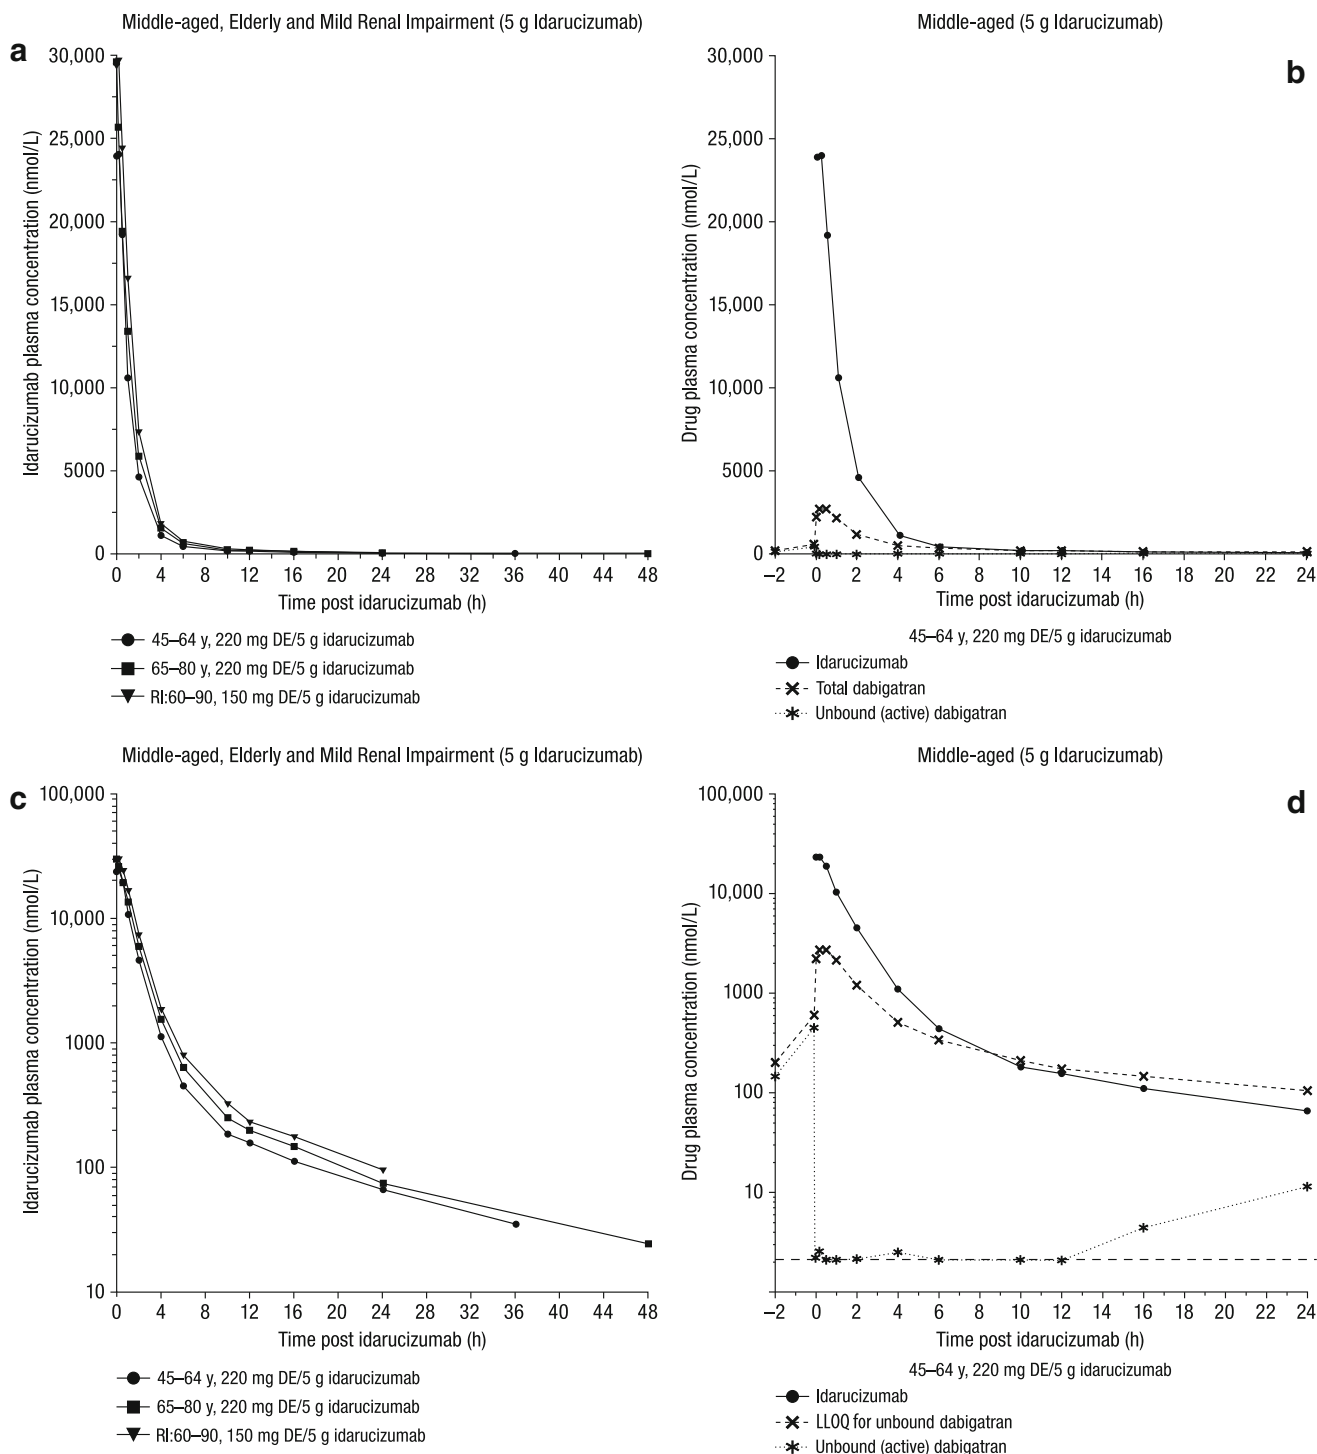 Middle-aged, Elderly and Mild Renal Impairment (5 g Idarucizumab)
a
30,000
25,000
20,000
15,000
10,000
5000
0
Idarucizumab plasma concentration (nmol/L)
0 4 8 12 16 20 24 28 32 36 40 44 48
Time post idarucizumab (h)
45–64 y, 220 mg DE/5 g idarucizumab
65–80 y, 220 mg DE/5 g idarucizumab
RI:60–90, 150 mg DE/5 g idarucizumab
Middle-aged (5 g Idarucizumab)
b
30,000
25,000
20,000
15,000
10,000
5000
0
Drug plasma concentration (nmol/L)
–2 0 2 4 6 8 10 12 14 16 18 20 22 24
Time post idarucizumab (h)
45–64 y, 220 mg DE/5 g idarucizumab
Idarucizumab
Total dabigatran
Unbound (active) dabigatran
Middle-aged, Elderly and Mild Renal Impairment (5 g Idarucizumab)
c
100,000
10,000
1000
100
10
Idarucizumab plasma concentration (nmol/L)
0 4 8 12 16 20 24 28 32 36 40 44 48
Time post idarucizumab (h)
45–64 y, 220 mg DE/5 g idarucizumab
65–80 y, 220 mg DE/5 g idarucizumab
RI:60–90, 150 mg DE/5 g idarucizumab
Middle-aged (5 g Idarucizumab)
d
100,000
10,000
1000
100
10
Drug plasma concentration (nmol/L)
–2 0 2 4 6 8 10 12 14 16 18 20 22 24
Time post idarucizumab (h)
45–64 y, 220 mg DE/5 g idarucizumab
Idarucizumab
LLOQ for unbound dabigatran
Unbound (active) dabigatran